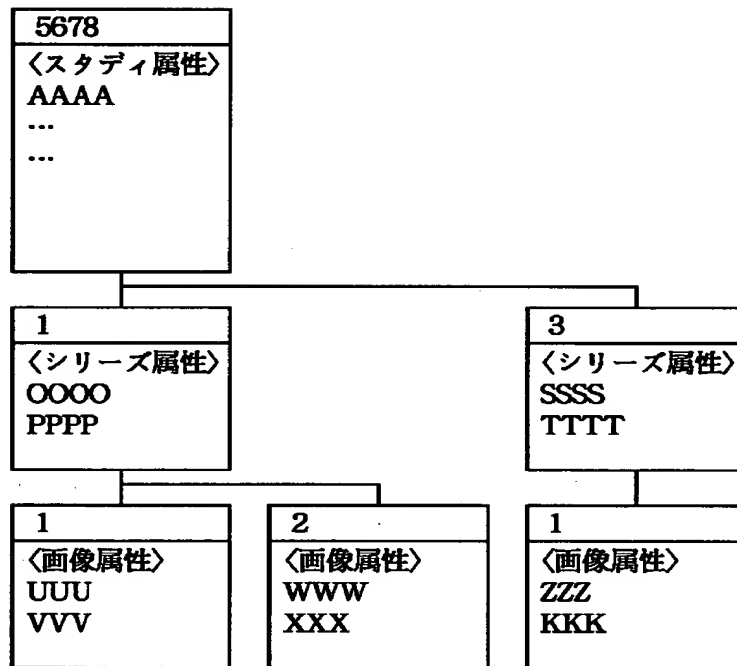 5678
〈スタディ属性〉
AAAA
...
...
1
〈シリーズ属性〉
OOOO
PPPP
3
〈シリーズ属性〉
SSSS
TTTT
1
〈画像属性〉
UUU
VVV
2
〈画像属性〉
WWW
XXX
1
〈画像属性〉
ZZZ
KKK